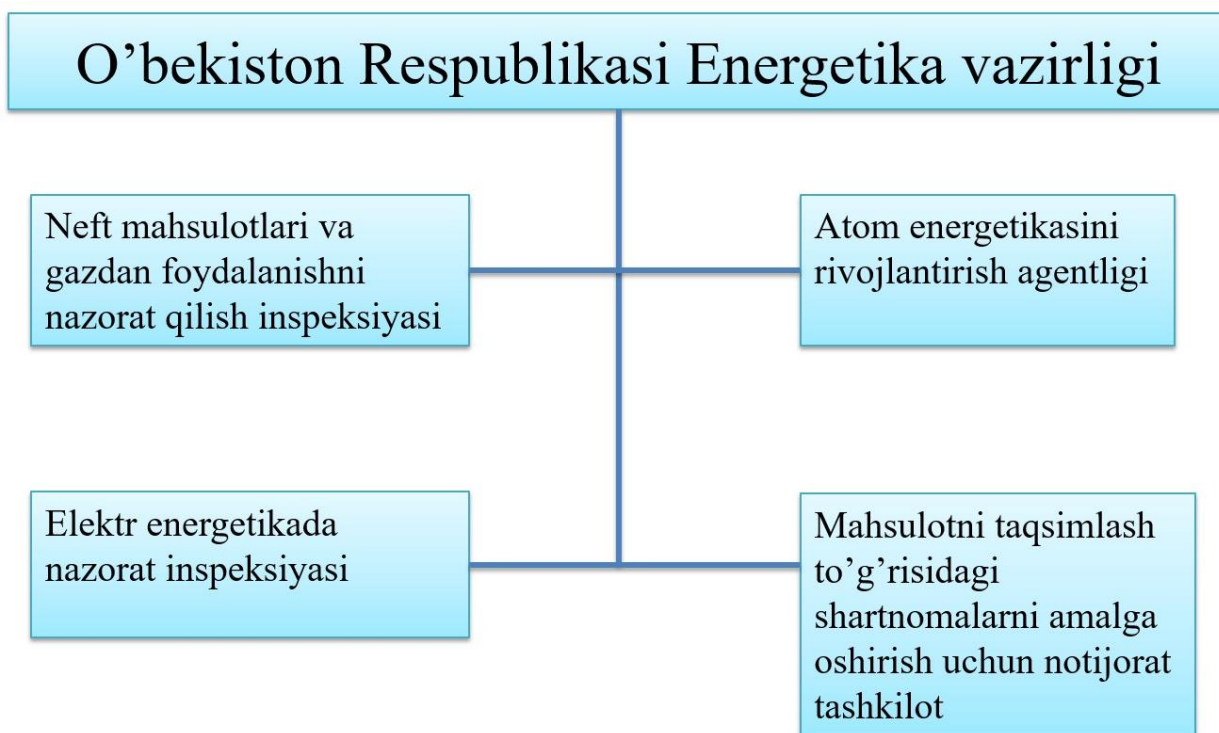 O’bekiston Respublikasi Energetika vazirligi
Neft mahsulotlari va
gazdan foydalanishni
nazorat qilish inspeksiyasi
Atom energetikasini
rivojlantirish agentligi
Elektr energetikada
nazorat inspeksiyasi
Mahsulotni taqsimlash
to’g’risidagi
shartnomalarni amalga
oshirish uchun notijorat
tashkilot